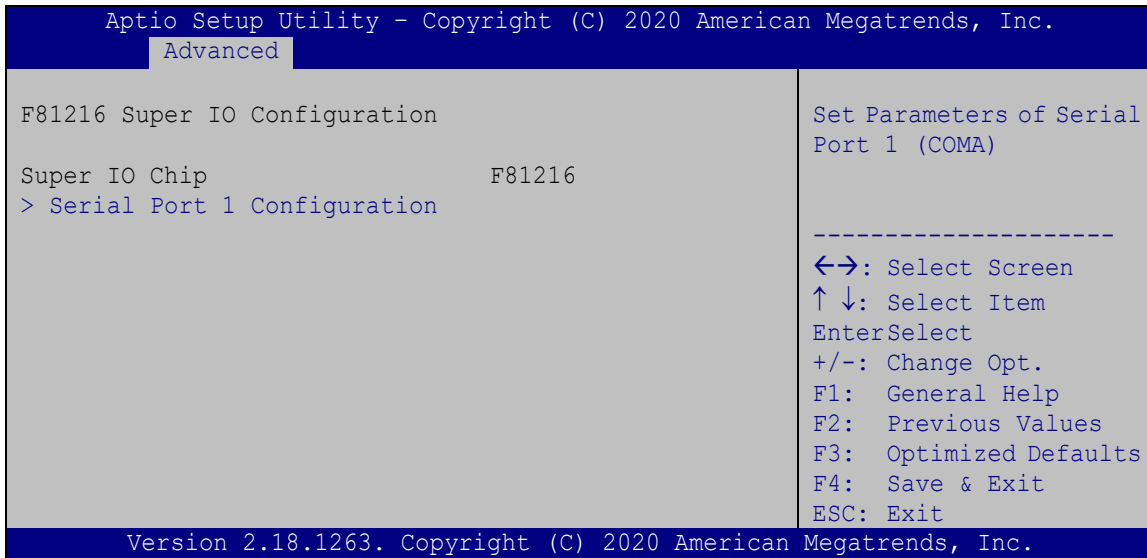 Aptio Setup Utility – Copyright (C) 2020 American Megatrends, Inc.
Advanced
F81216 Super IO Configuration
Super IO Chip F81216
> Serial Port 1 Configuration
Set Parameters of Serial
Port 1 (COMA)
---------------------
←→: Select Screen
↑ ↓: Select Item
EnterSelect
+/-: Change Opt.
F1: General Help
F2: Previous Values
F3: Optimized Defaults
F4: Save & Exit
ESC: Exit
Version 2.18.1263. Copyright (C) 2020 American Megatrends, Inc.